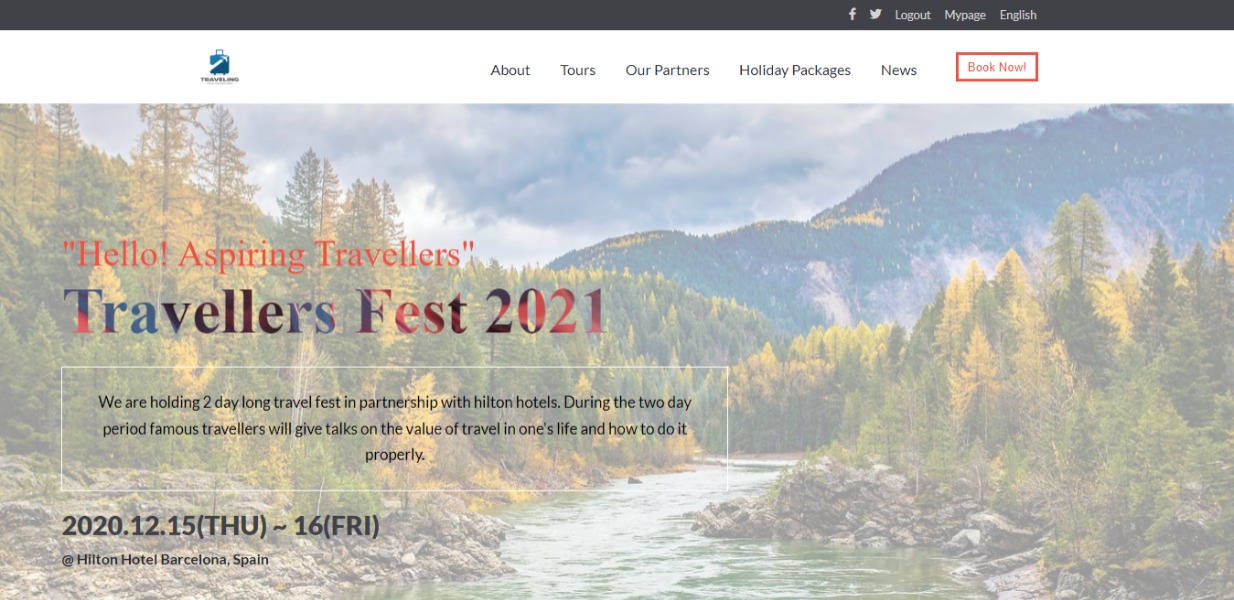 Logout Mypage English
TRAVELING
About Tours Our Partners Holiday Packages News Book Now!
"Hello! Aspiring Travellers"
Travellers Fest 2021
We are holding 2 day long travel fest in partnership with hilton hotels. During the two day
period famous travellers will give talks on the value of travel in one's life and how to do it
properly.
2020.12.15(THU) ~ 16(FRI)
@ Hilton Hotel Barcelona, Spain